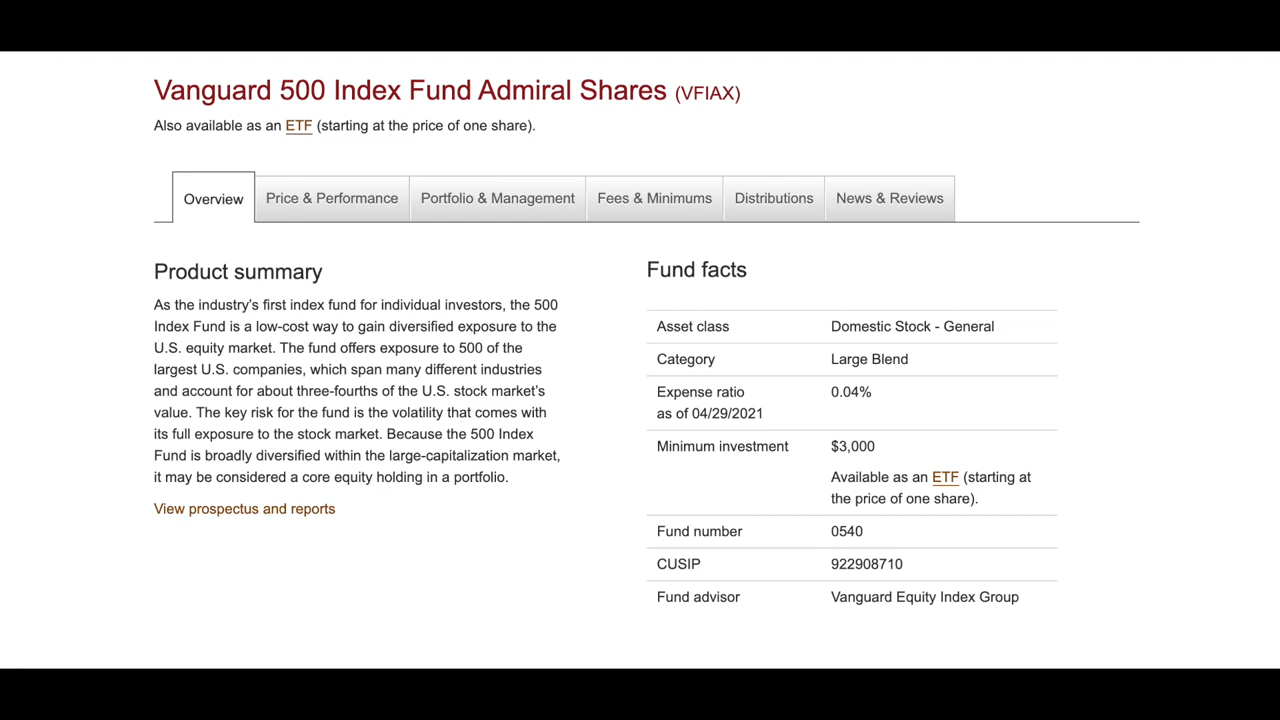 Vanguard 500 Index Fund Admiral Shares (VFIAX)
Also available as an ETF (starting at the price of one share).
Overview
Price & Performance
Portfolio & Management
Fees & Minimums
Distributions
News & Reviews
Product summary
As the industry's first index fund for individual investors, the 500
Index Fund is a low-cost way to gain diversified exposure to the
U.S. equity market. The fund offers exposure to 500 of the
largest U.S. companies, which span many different industries
and account for about three-fourths of the U.S. stock market's
value. The key risk for the fund is the volatility that comes with
its full exposure to the stock market. Because the 500 Index
Fund is broadly diversified within the large-capitalization market,
it may be considered a core equity holding in a portfolio.
View prospectus and reports
Fund facts
Asset class Domestic Stock - General
Category Large Blend
Expense ratio 0.04%
as of 04/29/2021
Minimum investment $3,000
Available as an ETF (starting at
the price of one share).
Fund number 0540
CUSIP 922908710
Fund advisor Vanguard Equity Index Group